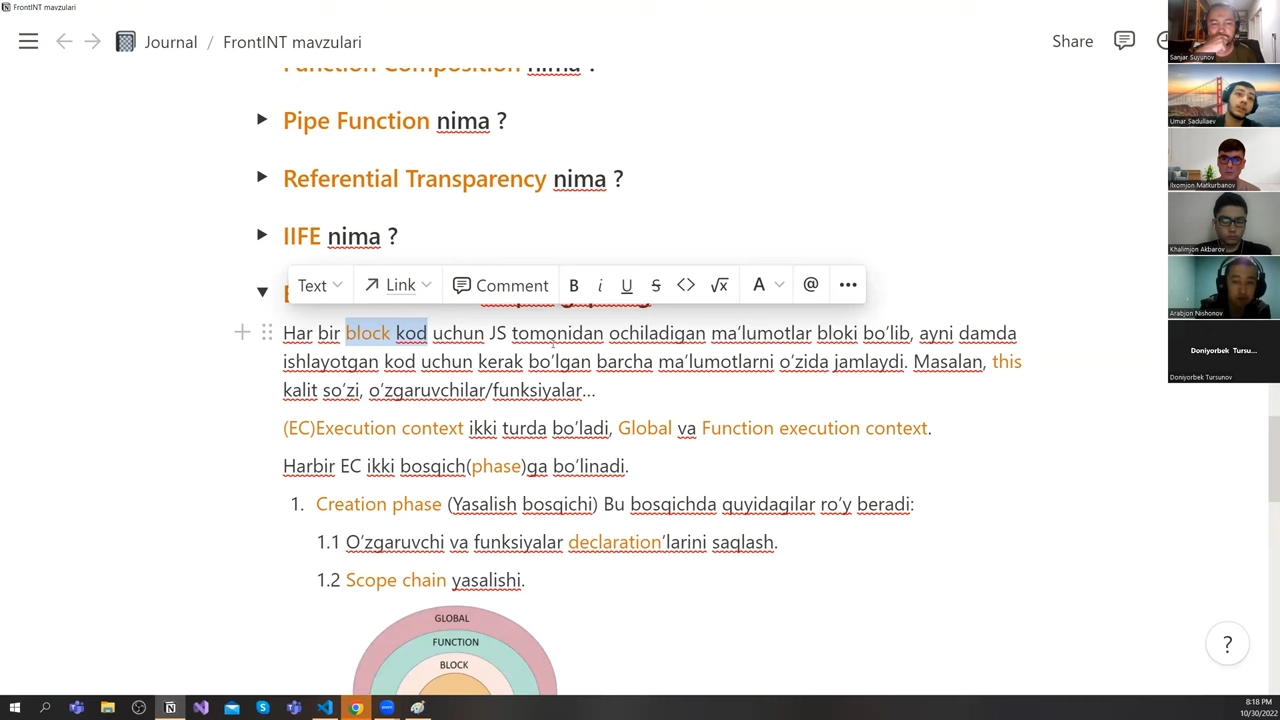 FrontINT mavzulari
Journal / FrontINT mavzulari
Share
Function Composition nima ?
Pipe Function nima ?
Referential Transparency nima ?
IIFE nima ?
Text Link Comment B i U S <> √x A @ •••
Har bir block kod uchun JS tomonidan ochiladigan ma’lumotlar bloki bo‘lib, ayni damda
ishlayotgan kod uchun kerak bo’lgan barcha ma’lumotlarni o‘zida jamlaydi. Masalan, this
kalit so‘zi, o‘zgaruvchilar/funksiyalar...
(EC)Execution context ikki turda bo‘ladi, Global va Function execution context.
Harbir EC ikki bosqich(phase)ga bo‘linadi.
1. Creation phase (Yasalish bosqichi) Bu bosqichda quyidagilar ro‘y beradi:
1.1 O‘zgaruvchi va funksiyalar declaration’larini saqlash.
1.2 Scope chain yasalishi.
GLOBAL
FUNCTION
BLOCK
?
Sanjar Suyunov
Umar Sadullaev
Ilxomjon Matkurbanov
Khalimjon Akbarov
Arabjon Nishonov
Doniyorbek Tursu...
Doniyorbek Tursunov
8:18 PM
10/30/2022